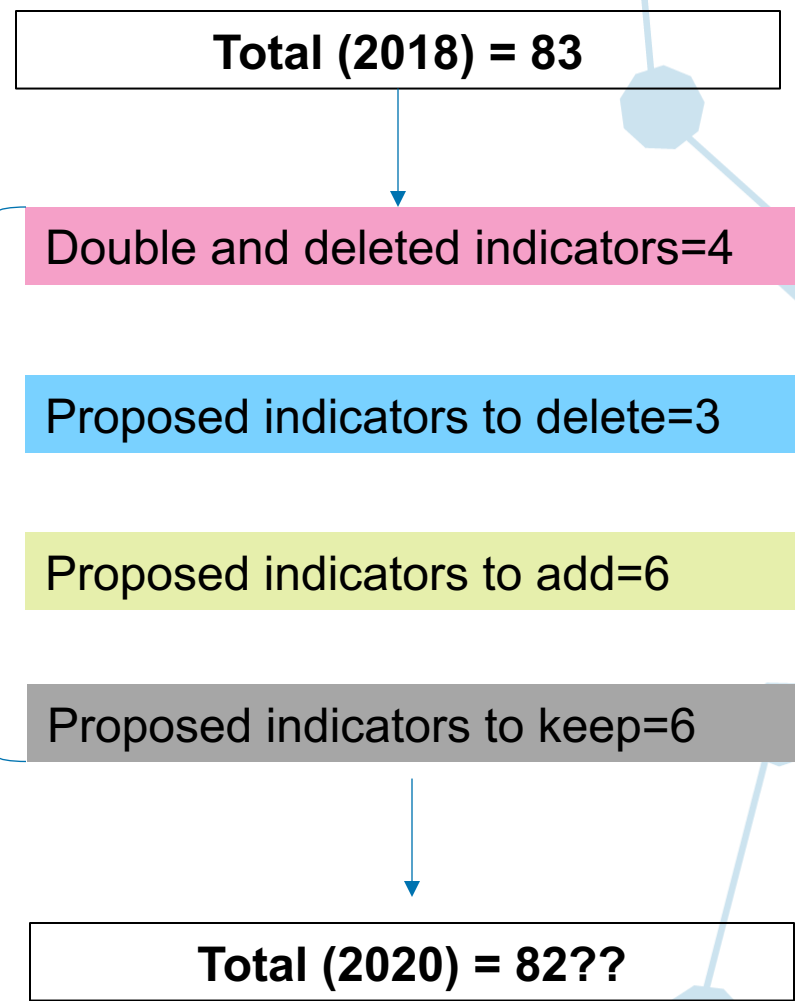 Total (2018) = 83
Double and deleted indicators=4
Proposed indicators to delete=3
Proposed indicators to add=6
Proposed indicators to keep=6
Total (2020) = 82??